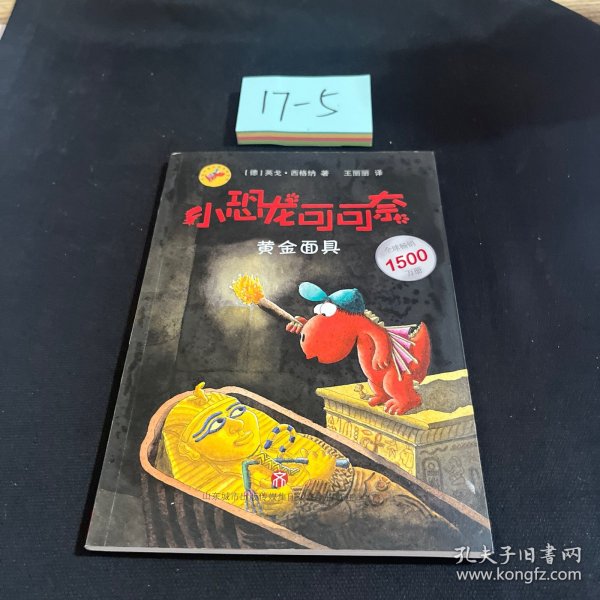 17-5
[德]英戈·西格纳 著 王丽丽 译
小恐龙可可奈
黄金面具
全球畅销
1500
万册
孔夫子旧书网
www.kongfz.com